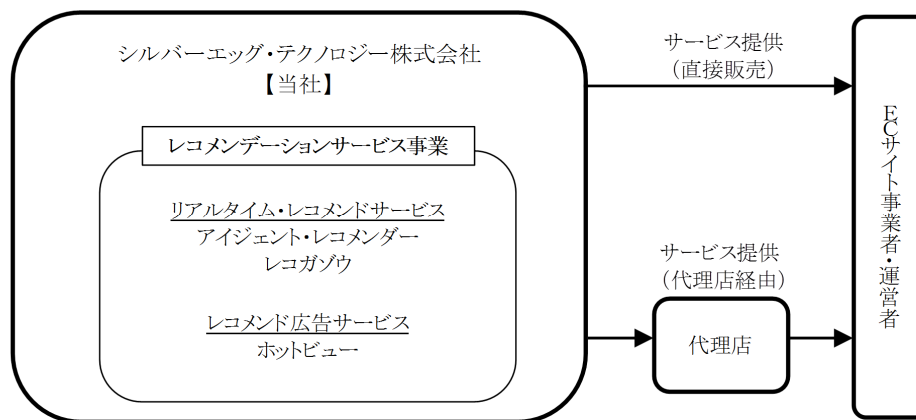 シルバーエッグ・テクノロジー株式会社
【当社】
レコメンデーションサービス事業
リアルタイム・レコメンドサービス
アイジェント・レコメンダー
レコガゾウ
レコメンド広告サービス
ホットビュー
サービス提供
（直接販売）
サービス提供
（代理店経由）
代理店
ECサイト事業者・運営者